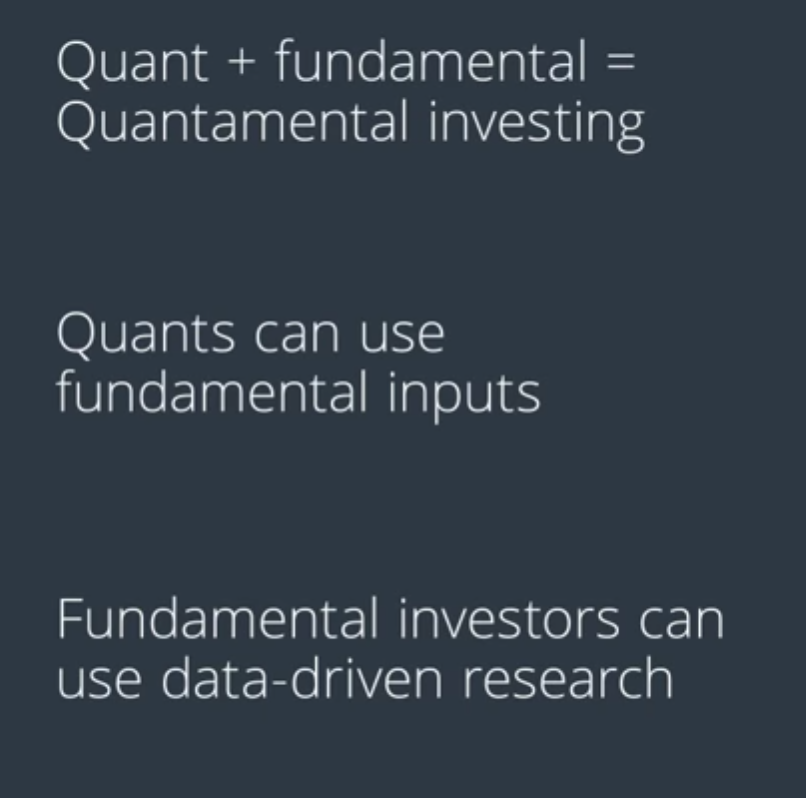 Quant + fundamental =
Quantamental investing
Quants can use
fundamental inputs
Fundamental investors can
use data-driven research